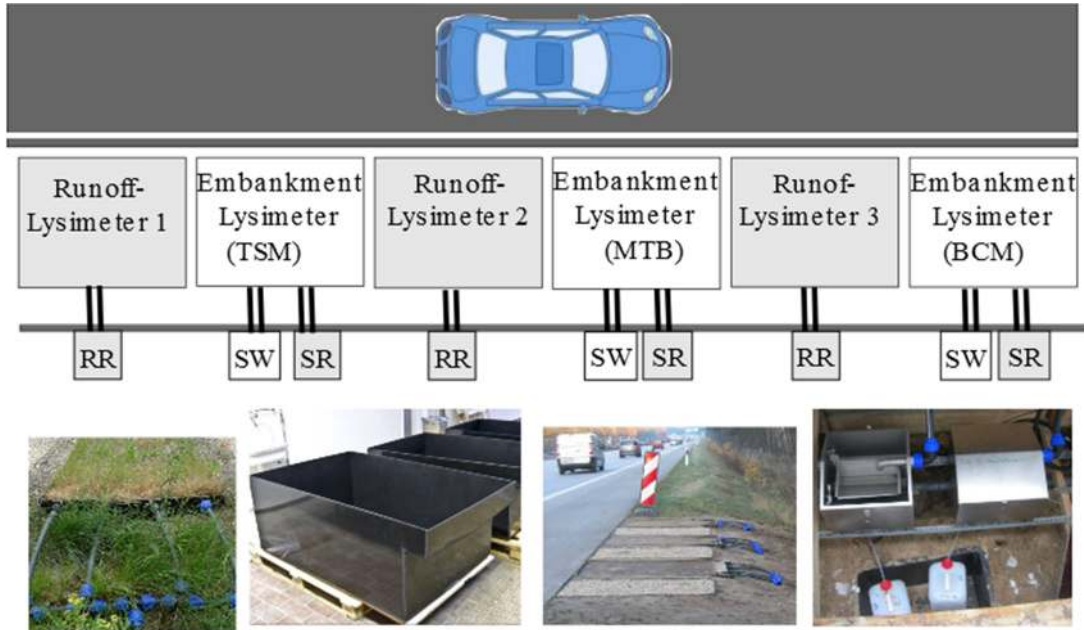 Runoff-
Lysimeter 1
Embankment
Lysimeter
(TSM)
Runoff-
Lysimeter 2
Embankment
Lysimeter
(MTB)
Runof-
Lysimeter 3
Embankment
Lysimeter
(BCM)
RR
SW
SR
RR
SW
SR
RR
SW
SR